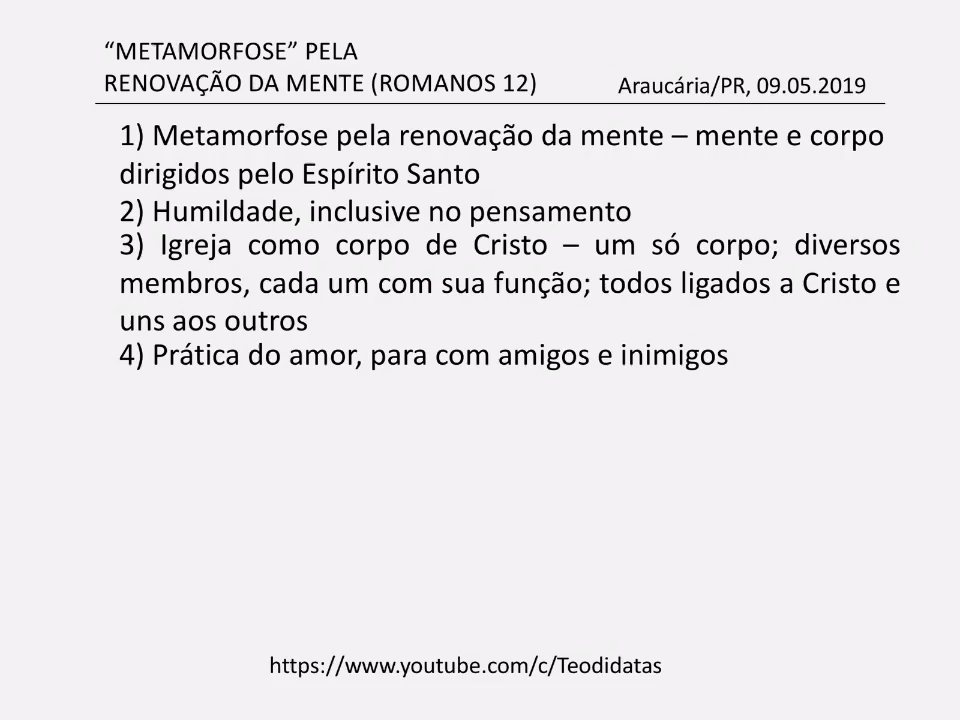 “METAMORFOSE” PELA
RENOVAÇÃO DA MENTE (ROMANOS 12)
Araucária/PR, 09.05.2019
1) Metamorfose pela renovação da mente – mente e corpo
dirigidos pelo Espírito Santo
2) Humildade, inclusive no pensamento
3) Igreja como corpo de Cristo – um só corpo; diversos
membros, cada um com sua função; todos ligados a Cristo e
uns aos outros
4) Prática do amor, para com amigos e inimigos
https://www.youtube.com/c/Teodidatas